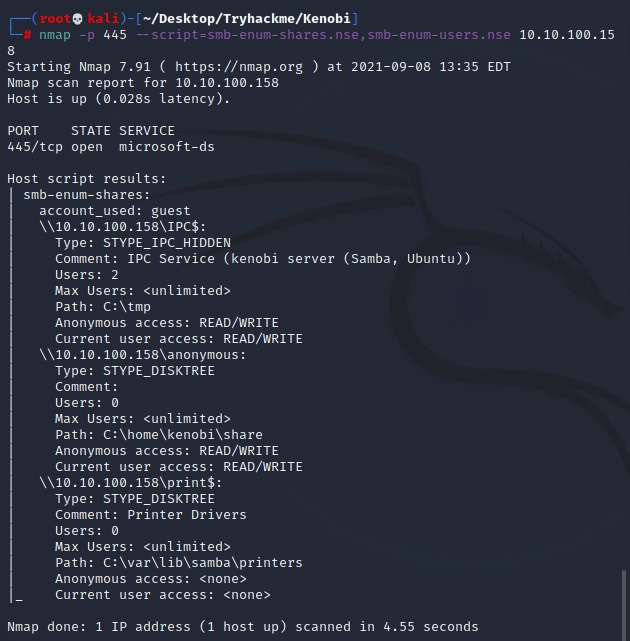 ┌──(root💀kali)-[~/Desktop/Tryhackme/Kenobi]
└─# nmap -p 445 --script=smb-enum-shares.nse,smb-enum-users.nse 10.10.100.15
8
Starting Nmap 7.91 ( https://nmap.org ) at 2021-09-08 13:35 EDT
Nmap scan report for 10.10.100.158
Host is up (0.028s latency).

PORT    STATE SERVICE
445/tcp open  microsoft-ds

Host script results:
| smb-enum-shares:
|   account_used: guest
|   \\10.10.100.158\IPC$:
|     Type: STYPE_IPC_HIDDEN
|     Comment: IPC Service (kenobi server (Samba, Ubuntu))
|     Users: 2
|     Max Users: <unlimited>
|     Path: C:\tmp
|     Anonymous access: READ/WRITE
|     Current user access: READ/WRITE
|   \\10.10.100.158\anonymous:
|     Type: STYPE_DISKTREE
|     Comment:
|     Users: 0
|     Max Users: <unlimited>
|     Path: C:\home\kenobi\share
|     Anonymous access: READ/WRITE
|     Current user access: READ/WRITE
|   \\10.10.100.158\print$:
|     Type: STYPE_DISKTREE
|     Comment: Printer Drivers
|     Users: 0
|     Max Users: <unlimited>
|     Path: C:\var\lib\samba\printers
|     Anonymous access: <none>
|_    Current user access: <none>

Nmap done: 1 IP address (1 host up) scanned in 4.55 seconds